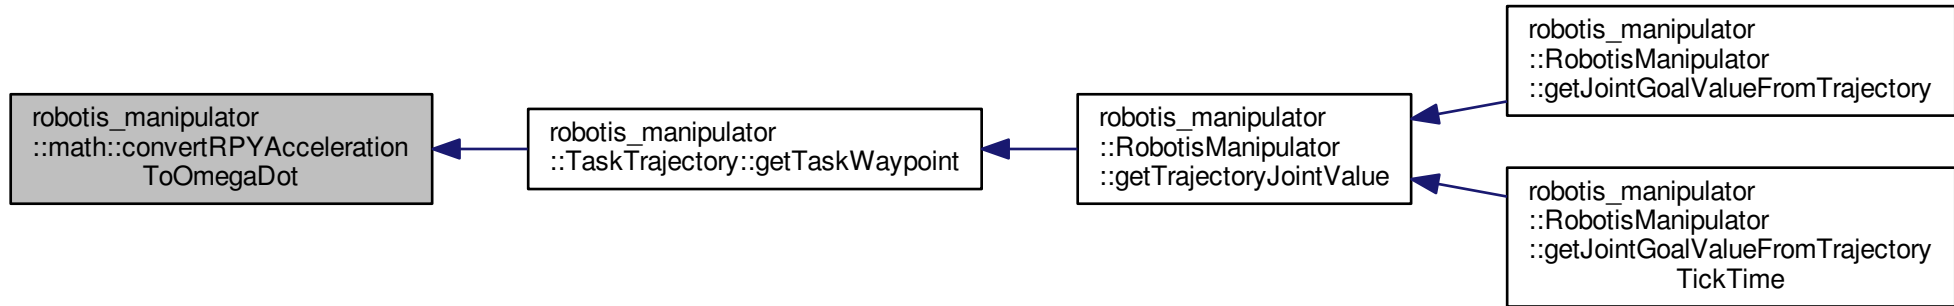 robotis_manipulator
::math::convertRPYAcceleration
ToOmegaDot
robotis_manipulator
::TaskTrajectory::getTaskWaypoint
robotis_manipulator
::RobotisManipulator
::getTrajectoryJointValue
robotis_manipulator
::RobotisManipulator
::getJointGoalValueFromTrajectory
robotis_manipulator
::RobotisManipulator
::getJointGoalValueFromTrajectory
TickTime